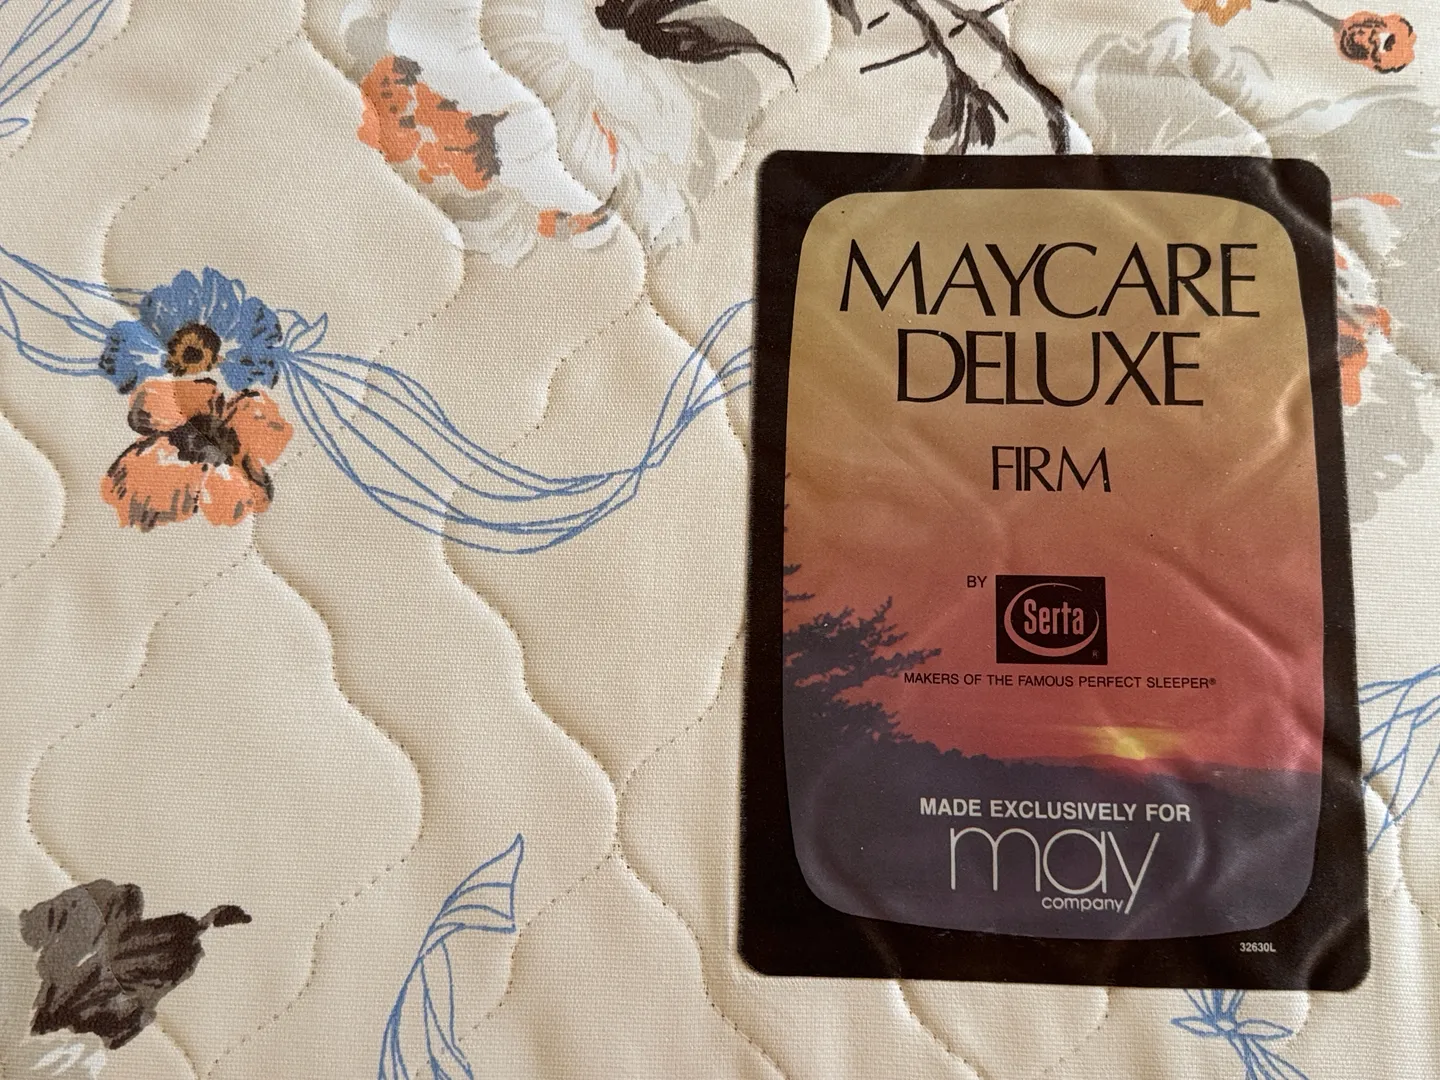 MAYCARE
DELUXE
FIRM
BY Serta ®
MAKERS OF THE FAMOUS PERFECT SLEEPER®
MADE EXCLUSIVELY FOR
may
company
32630L